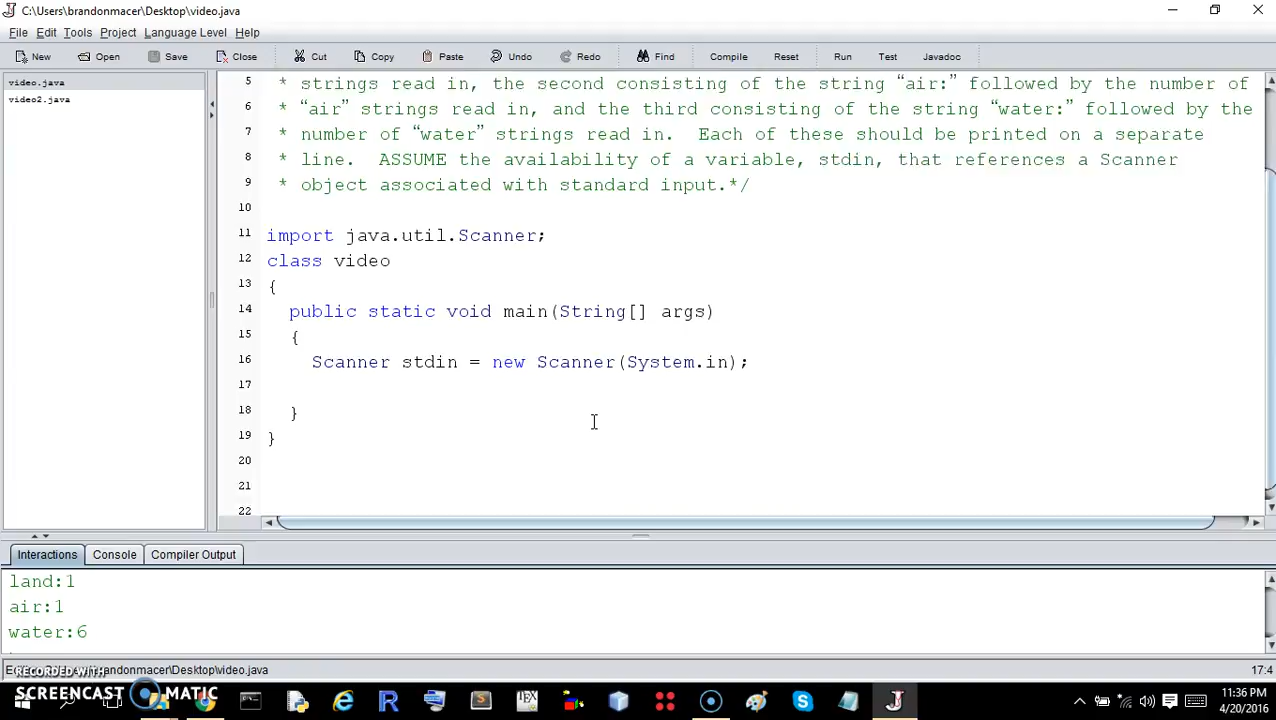 C:\Users\brandonmacer\Desktop\video.java
File Edit Tools Project Language Level Help
New Open Save Close Cut Copy Paste Undo Redo Find Compile Reset Run Test Javadoc
video.java
video2.java
5 * strings read in, the second consisting of the string “air:” followed by the number of
6 * “air” strings read in, and the third consisting of the string “water:” followed by the
7 * number of “water” strings read in. Each of these should be printed on a separate
8 * line. ASSUME the availability of a variable, stdin, that references a Scanner
9 * object associated with standard input.*/
10
11 import java.util.Scanner;
12 class video
13 {
14 public static void main(String[] args)
15 {
16 Scanner stdin = new Scanner(System.in);
17
18 }
19 }
20
21
22
Interactions Console Compiler Output
land:1
air:1
water:6
andonmacer\Desktop\video.java 17:4
RECORDED WITH
SCREENCAST MATIC
11:36 PM
4/20/2016